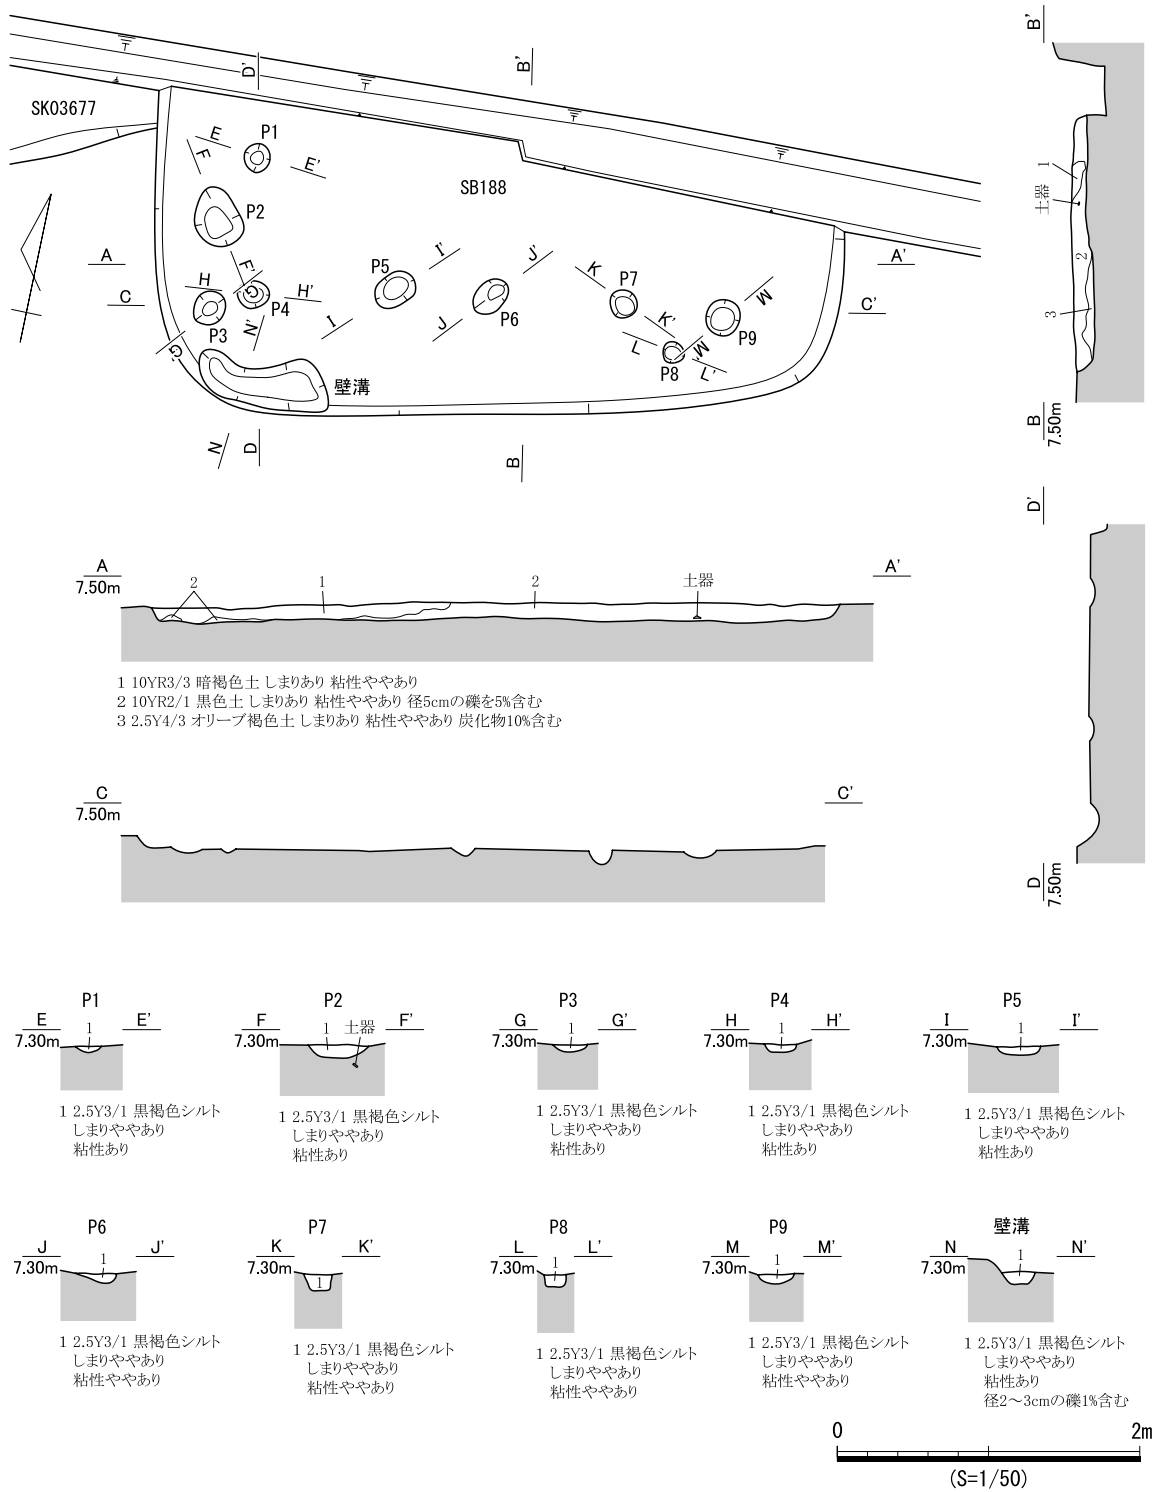 B'
D'
B'
SK03677
E
P1
F
E'
SB188
1
土器
P2
A
F'
I'
J'
K
A'
2
P5
P7
H
G
H'
M
C
P4
P6
C'
3
P3
N'
I
J
K'
P9
L
M'
G'
P8
L'
壁溝
B
7.50m
N
D
B
D'
A
7.50m
2
1
2
土器
A'
1 10YR3/3 暗褐色土 しまりあり 粘性ややあり
2 10YR2/1 黒色土 しまりあり 粘性ややあり 径5cmの礫を5%含む
3 2.5Y4/3 オリーブ褐色土 しまりあり 粘性ややあり 炭化物10%含む
C
7.50m
C'
D
7.50m
P1
E
7.30m
1
E'
1 2.5Y3/1 黒褐色シルト
しまりややあり
粘性あり
P2
F
7.30m
1
土器
F'
1 2.5Y3/1 黒褐色シルト
しまりややあり
粘性あり
P3
G
7.30m
1
G'
1 2.5Y3/1 黒褐色シルト
しまりややあり
粘性あり
P4
H
7.30m
1
H'
1 2.5Y3/1 黒褐色シルト
しまりややあり
粘性あり
P5
I
7.30m
1
I'
1 2.5Y3/1 黒褐色シルト
しまりややあり
粘性あり
P6
J
7.30m
1
J'
1 2.5Y3/1 黒褐色シルト
しまりややあり
粘性ややあり
P7
K
7.30m
1
K'
1 2.5Y3/1 黒褐色シルト
しまりややあり
粘性ややあり
P8
L
7.30m
1
L'
1 2.5Y3/1 黒褐色シルト
しまりややあり
粘性ややあり
P9
M
7.30m
1
M'
1 2.5Y3/1 黒褐色シルト
しまりややあり
粘性ややあり
壁溝
N
7.30m
1
N'
1 2.5Y3/1 黒褐色シルト
しまりややあり
粘性あり
径2～3cmの礫1%含む
0
2m
(S=1/50)